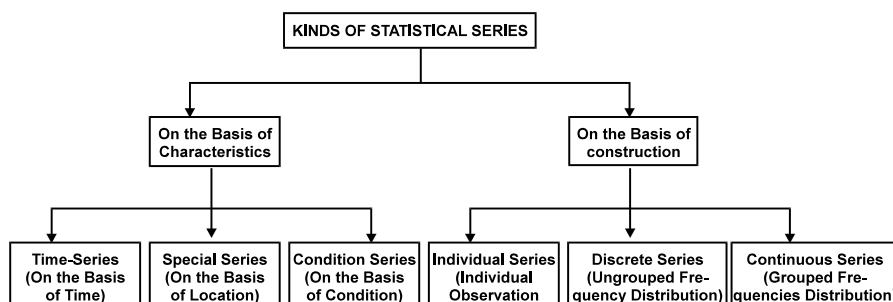 KINDS OF STATISTICAL SERIES
On the Basis of
Characteristics
On the Basis of
construction
Time-Series
(On the Basis
of Time)
Special Series
(On the Basis
of Location)
Condition Series
(On the Basis
of Condition)
Individual Series
(Individual
Observation
Discrete Series
(Ungrouped Fre-
quency Distribution)
Continuous Series
(Grouped Fre-
quencies Distribution